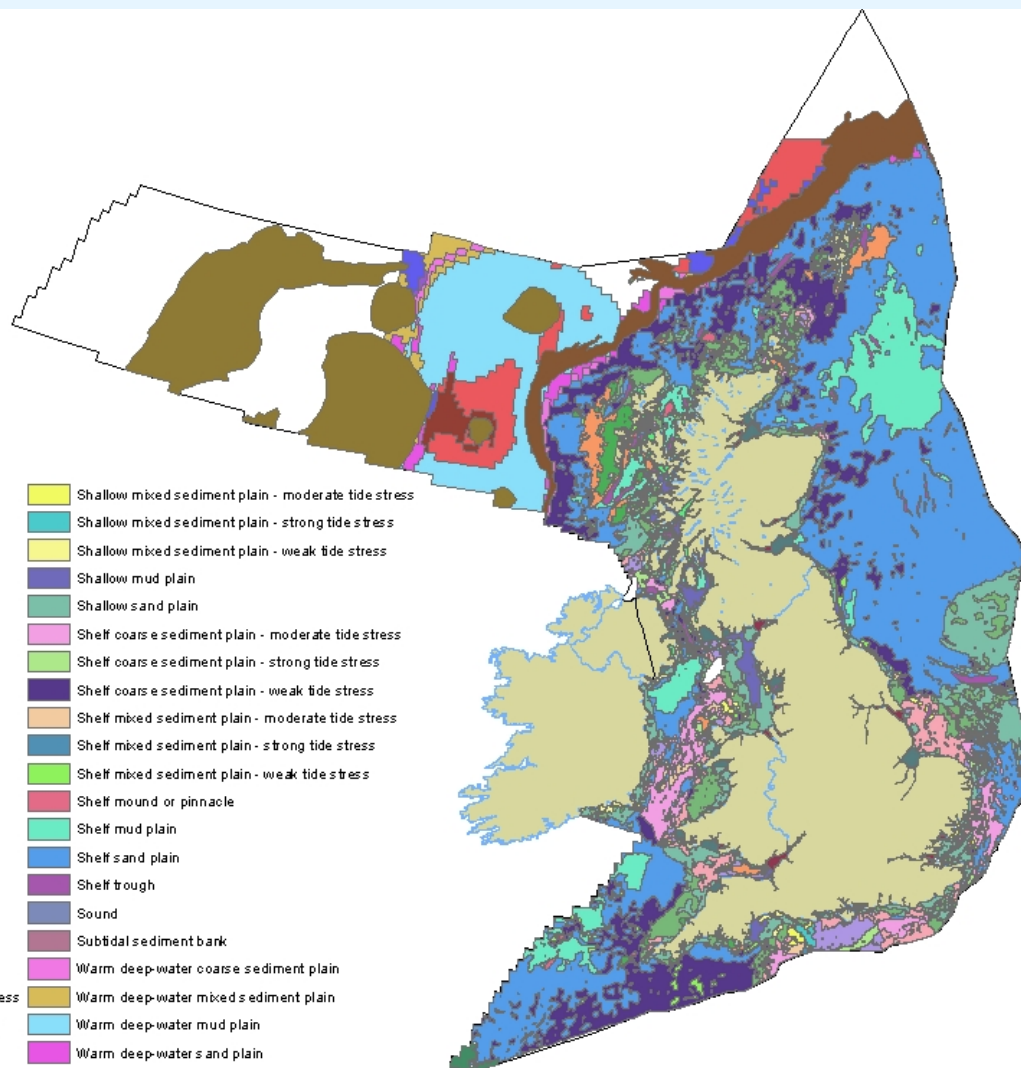 Shallow mixed sediment plain - moderate tide stress
Shallow mixed sediment plain - strong tide stress
Shallow mixed sediment plain - weak tide stress
Shallow mud plain
Shallow sand plain
Shelf coarse sediment plain - moderate tide stress
Shelf coarse sediment plain - strong tide stress
Shelf coarse sediment plain - weak tide stress
Shelf mixed sediment plain - moderate tide stress
Shelf mixed sediment plain - strong tide stress
Shelf mixed sediment plain - weak tide stress
Shelf mound or pinnacle
Shelf mud plain
Shelf sand plain
Shelf trough
Sound
Subtidal sediment bank
Warm deep-water coarse sediment plain
ess Warm deep-water mixed sediment plain
Warm deep-water mud plain
Warm deep-water sand plain